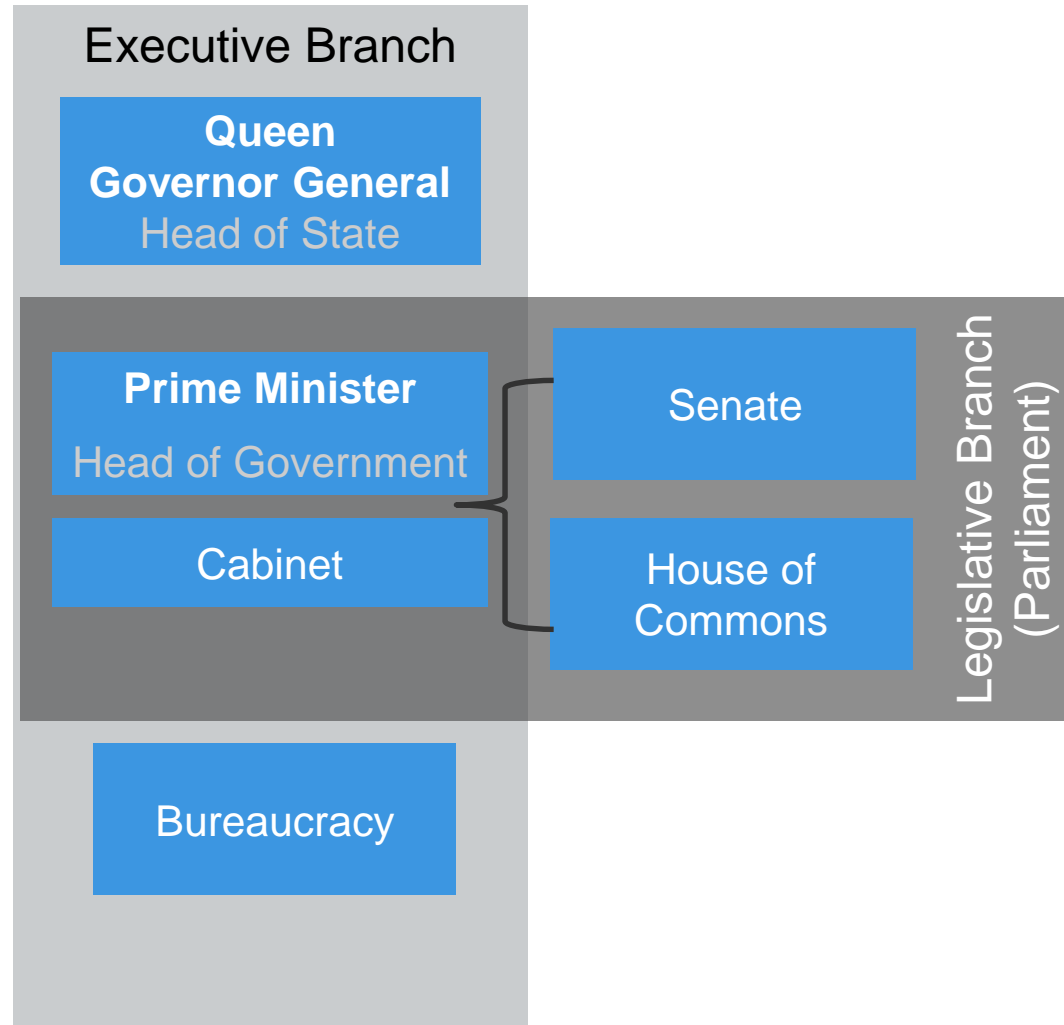 Executive Branch
Queen
Governor General
Head of State
Prime Minister
Head of Government
Cabinet
Senate
House of
Commons
Legislative Branch
(Parliament)
Bureaucracy